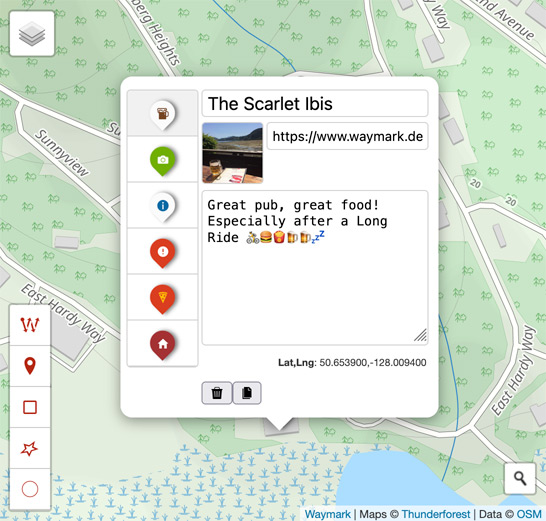 berg Heights
Way
nd Avenue
Sunnyview
The Scarlet Ibis
https://www.waymark.de
Great pub, great food!
Especially after a Long
Ride 🚴🍔🍟🍺🍺💤
20
20
East Hardy Way
East Hardy Way
Lat,Lng: 50.653900,-128.009400
Waymark | Maps © Thunderforest | Data © OSM